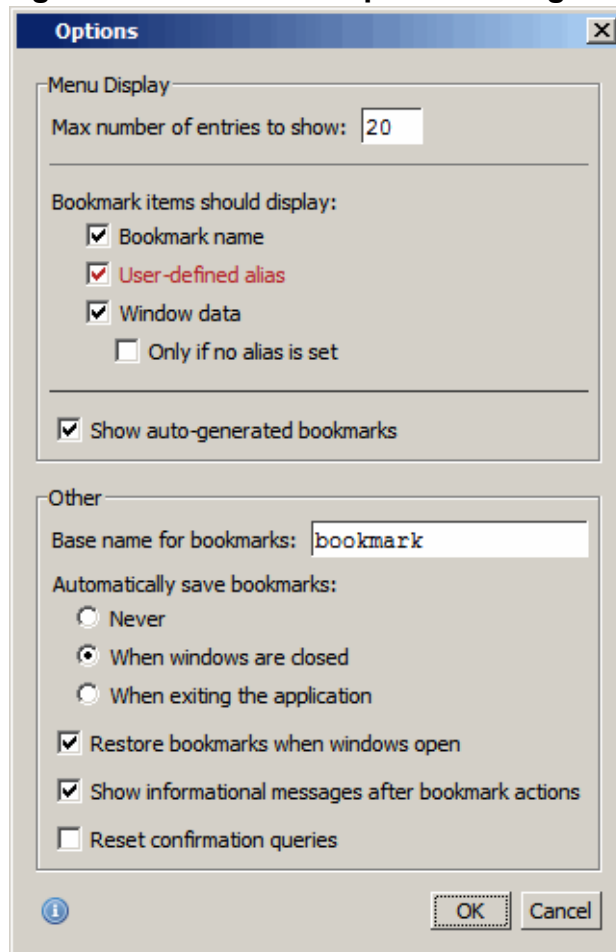 Options
Menu Display
Max number of entries to show: 20
Bookmark items should display:
Bookmark name
User-defined alias
Window data
Only if no alias is set
Show auto-generated bookmarks
Other
Base name for bookmarks: bookmark
Automatically save bookmarks:
Never
When windows are closed
When exiting the application
Restore bookmarks when windows open
Show informational messages after bookmark actions
Reset confirmation queries
OK Cancel